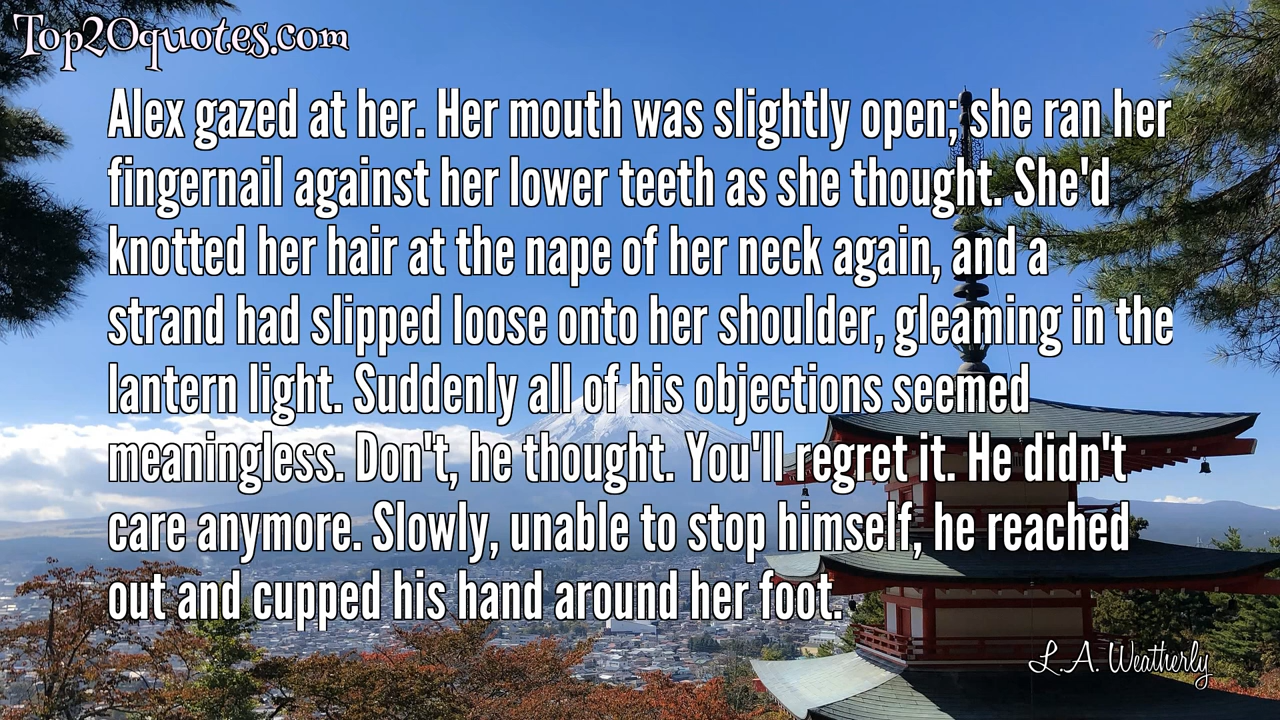 Top20quotes.com
Alex gazed at her. Her mouth was slightly open; she ran her
fingernail against her lower teeth as she thought. She'd
knotted her hair at the nape of her neck again, and a
strand had slipped loose onto her shoulder, gleaming in the
lantern light. Suddenly all of his objections seemed
meaningless. Don't, he thought. You'll regret it. He didn't
care anymore. Slowly, unable to stop himself, he reached
out and cupped his hand around her foot.
L.A. Weatherly